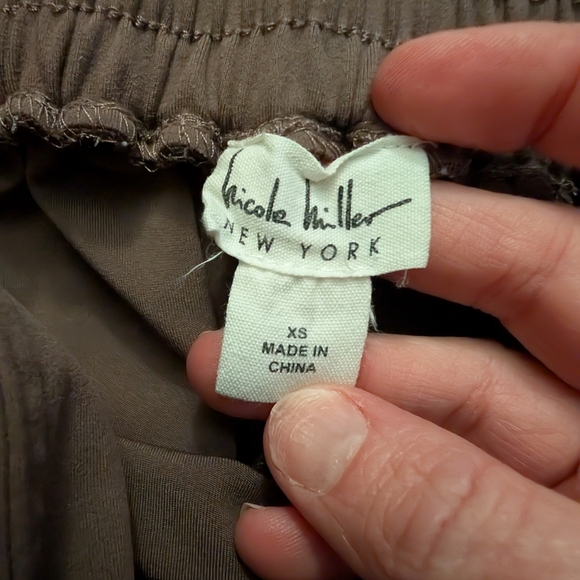 nicole miller
NEW YORK
XS
MADE IN
CHINA